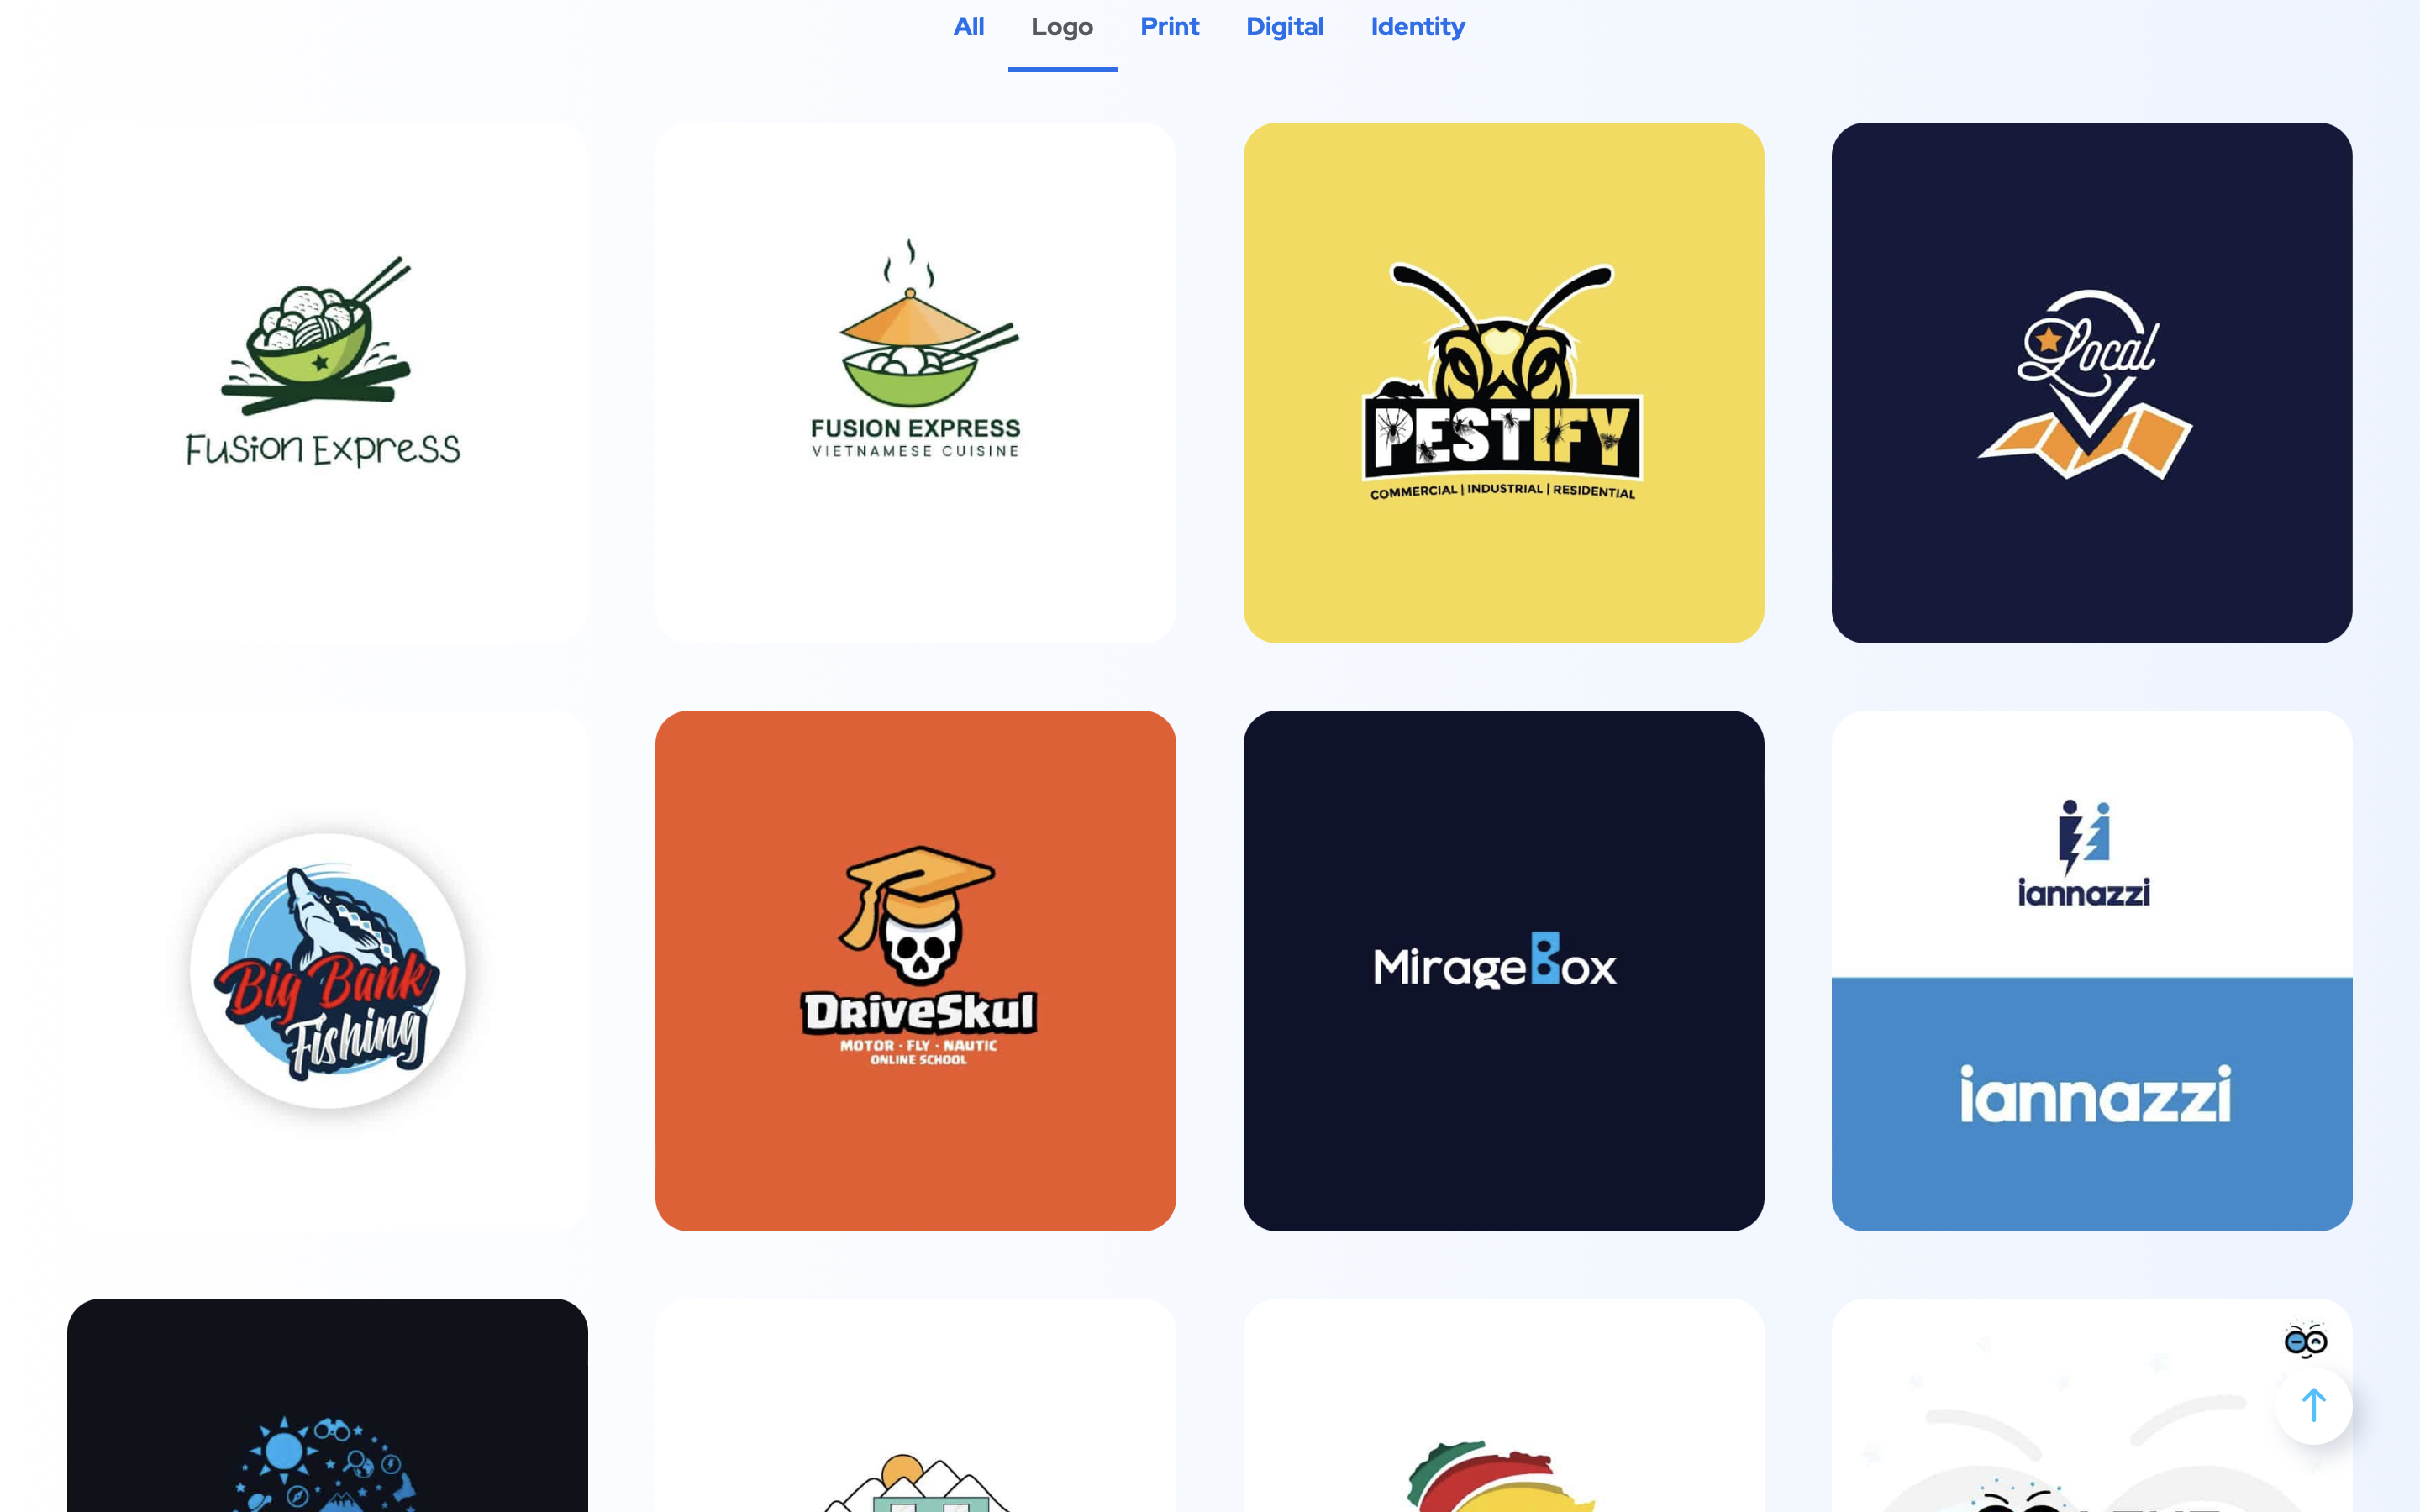 All
Logo
Print
Digital
Identity
Fusion Express
FUSION EXPRESS
VIETNAMESE CUISINE
PESTIFY
COMMERCIAL | INDUSTRIAL | RESIDENTIAL
Local
Big Bank
Fishing
DriveSkul
MOTOR · FLY · NAUTIC
ONLINE SCHOOL
MirageBox
iannazzi
iannazzi